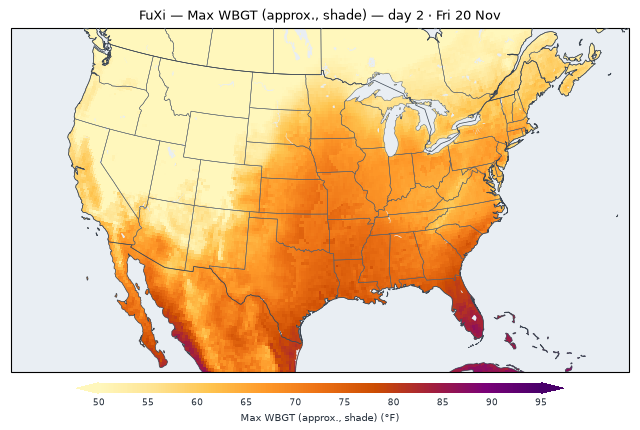 FuXi — Max WBGT (approx., shade) — day 2 · Fri 20 Nov
50 55 60 65 70 75 80 85 90 95
Max WBGT (approx., shade) (°F)